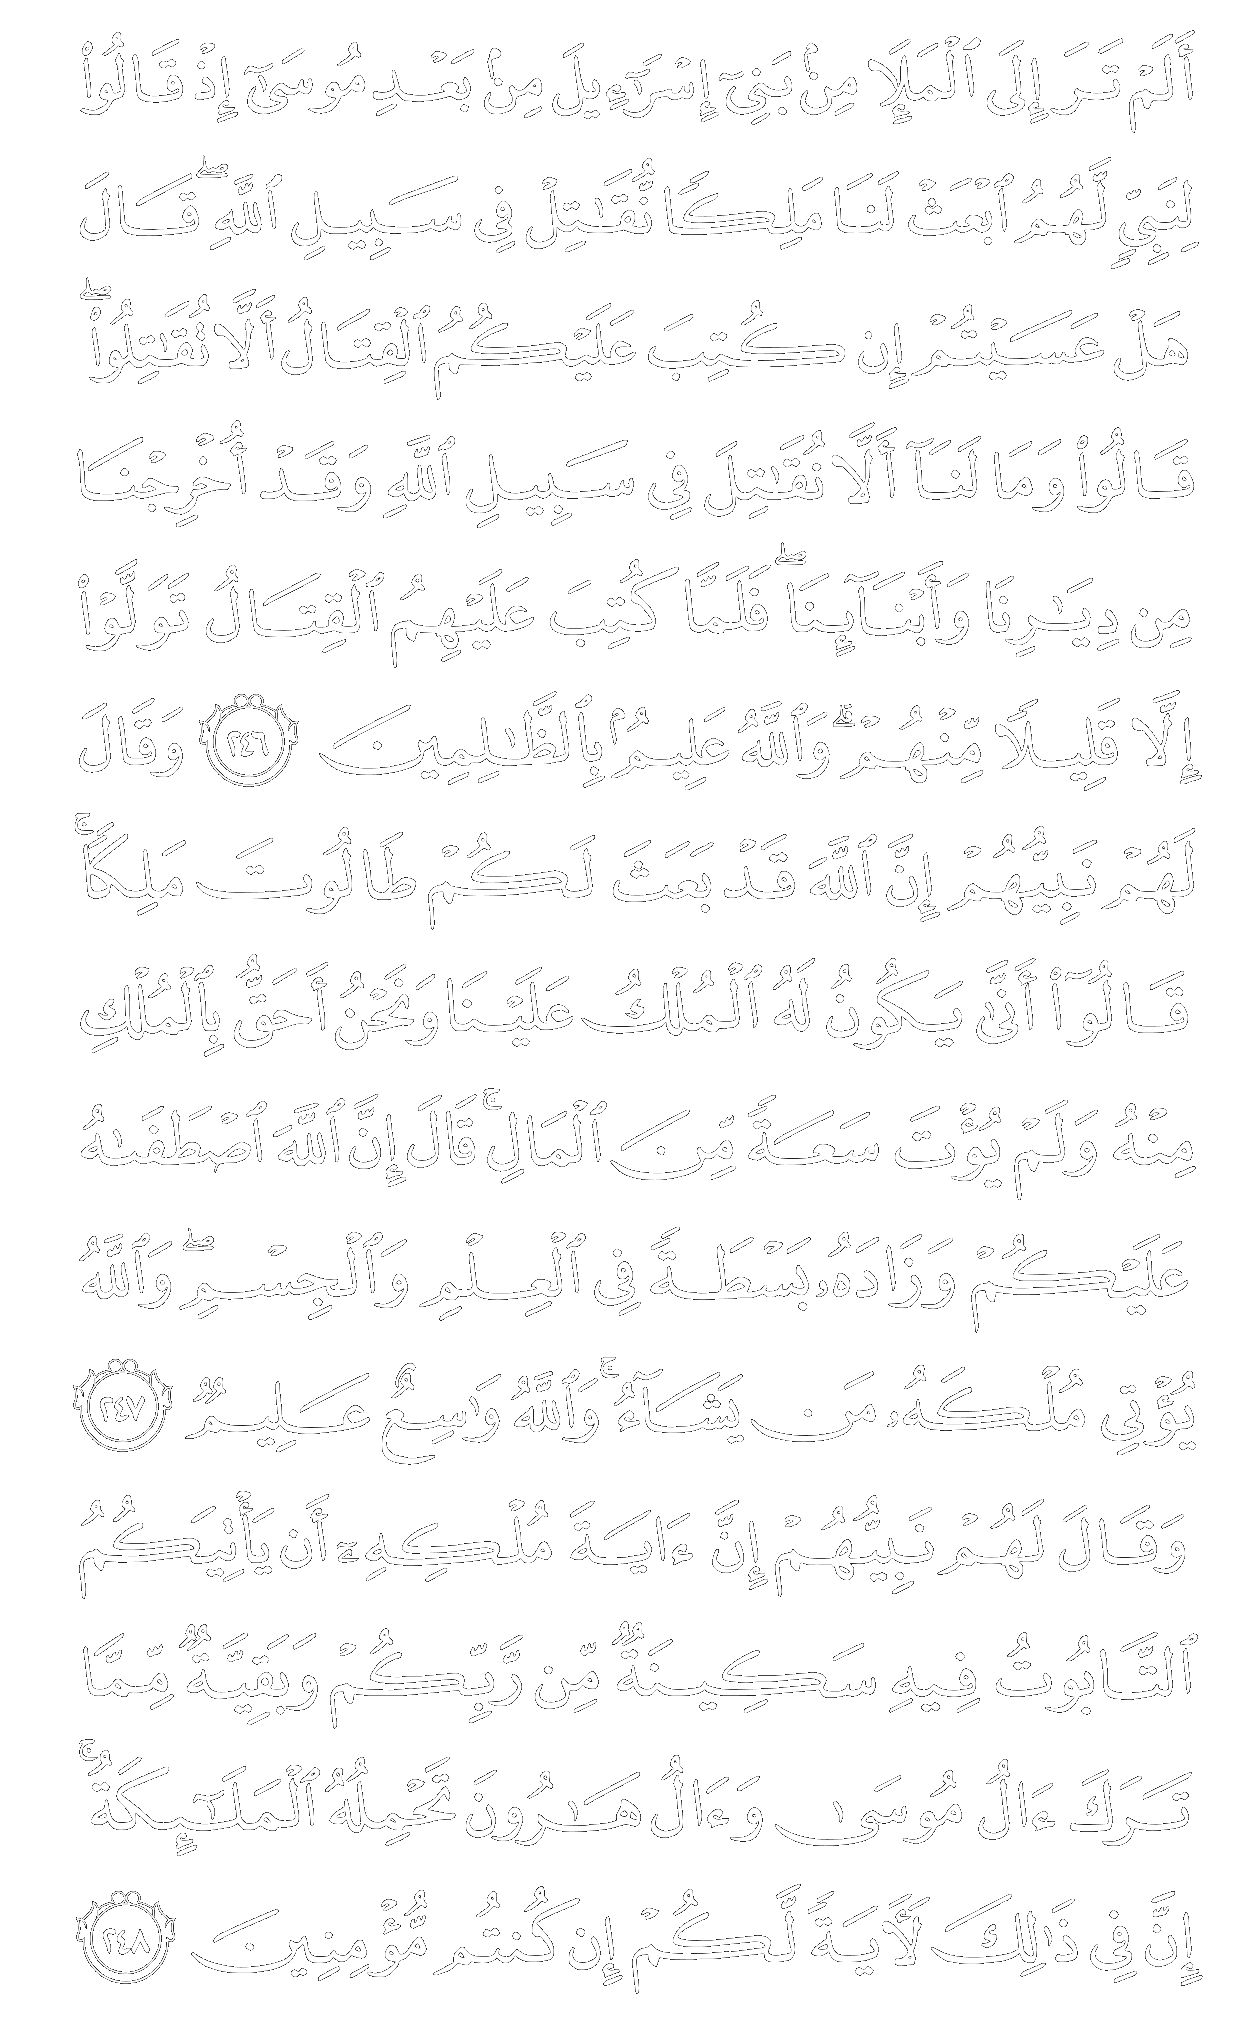 أَلَمْ تَرَ إِلَى ٱلْمَلَإِ مِنۢ بَنِىٓ إِسْرَٰٓءِيلَ مِنۢ بَعْدِ مُوسَىٰٓ إِذْ قَالُوا۟
لِنَبِىٍّ لَّهُمُ ٱبْعَثْ لَنَا مَلِكًا نُّقَـٰتِلْ فِى سَبِيلِ ٱللَّهِ ۖ قَالَ
هَلْ عَسَيْتُمْ إِن كُتِبَ عَلَيْكُمُ ٱلْقِتَالُ أَلَّا تُقَـٰتِلُوا۟ ۖ
قَالُوا۟ وَمَا لَنَآ أَلَّا نُقَـٰتِلَ فِى سَبِيلِ ٱللَّهِ وَقَدْ أُخْرِجْنَا
مِن دِيَـٰرِنَا وَأَبْنَآئِنَا ۖ فَلَمَّا كُتِبَ عَلَيْهِمُ ٱلْقِتَالُ تَوَلَّوْا۟
إِلَّا قَلِيلًا مِّنْهُمْ ۗ وَٱللَّهُ عَلِيمٌۢ بِٱلظَّـٰلِمِينَ ٢٤٦ وَقَالَ
لَهُمْ نَبِيُّهُمْ إِنَّ ٱللَّهَ قَدْ بَعَثَ لَكُمْ طَالُوتَ مَلِكًا ۚ
قَالُوٓا۟ أَنَّىٰ يَكُونُ لَهُ ٱلْمُلْكُ عَلَيْنَا وَنَحْنُ أَحَقُّ بِٱلْمُلْكِ
مِنْهُ وَلَمْ يُؤْتَ سَعَةً مِّنَ ٱلْمَالِ ۚ قَالَ إِنَّ ٱللَّهَ ٱصْطَفَىٰهُ
عَلَيْكُمْ وَزَادَهُۥ بَسْطَةً فِى ٱلْعِلْمِ وَٱلْجِسْمِ ۖ وَٱللَّهُ
يُؤْتِى مُلْكَهُۥ مَن يَشَآءُ ۚ وَٱللَّهُ وَٰسِعٌ عَلِيمٌ ٢٤٧
وَقَالَ لَهُمْ نَبِيُّهُمْ إِنَّ ءَايَةَ مُلْكِهِۦٓ أَن يَأْتِيَكُمُ
ٱلتَّابُوتُ فِيهِ سَكِينَةٌ مِّن رَّبِّكُمْ وَبَقِيَّةٌ مِّمَّا
تَرَكَ ءَالُ مُوسَىٰ وَءَالُ هَـٰرُونَ تَحْمِلُهُ ٱلْمَلَـٰٓئِكَةُ ۚ
إِنَّ فِى ذَٰلِكَ لَـَٔايَةً لَّكُمْ إِن كُنتُم مُّؤْمِنِينَ ٢٤٨